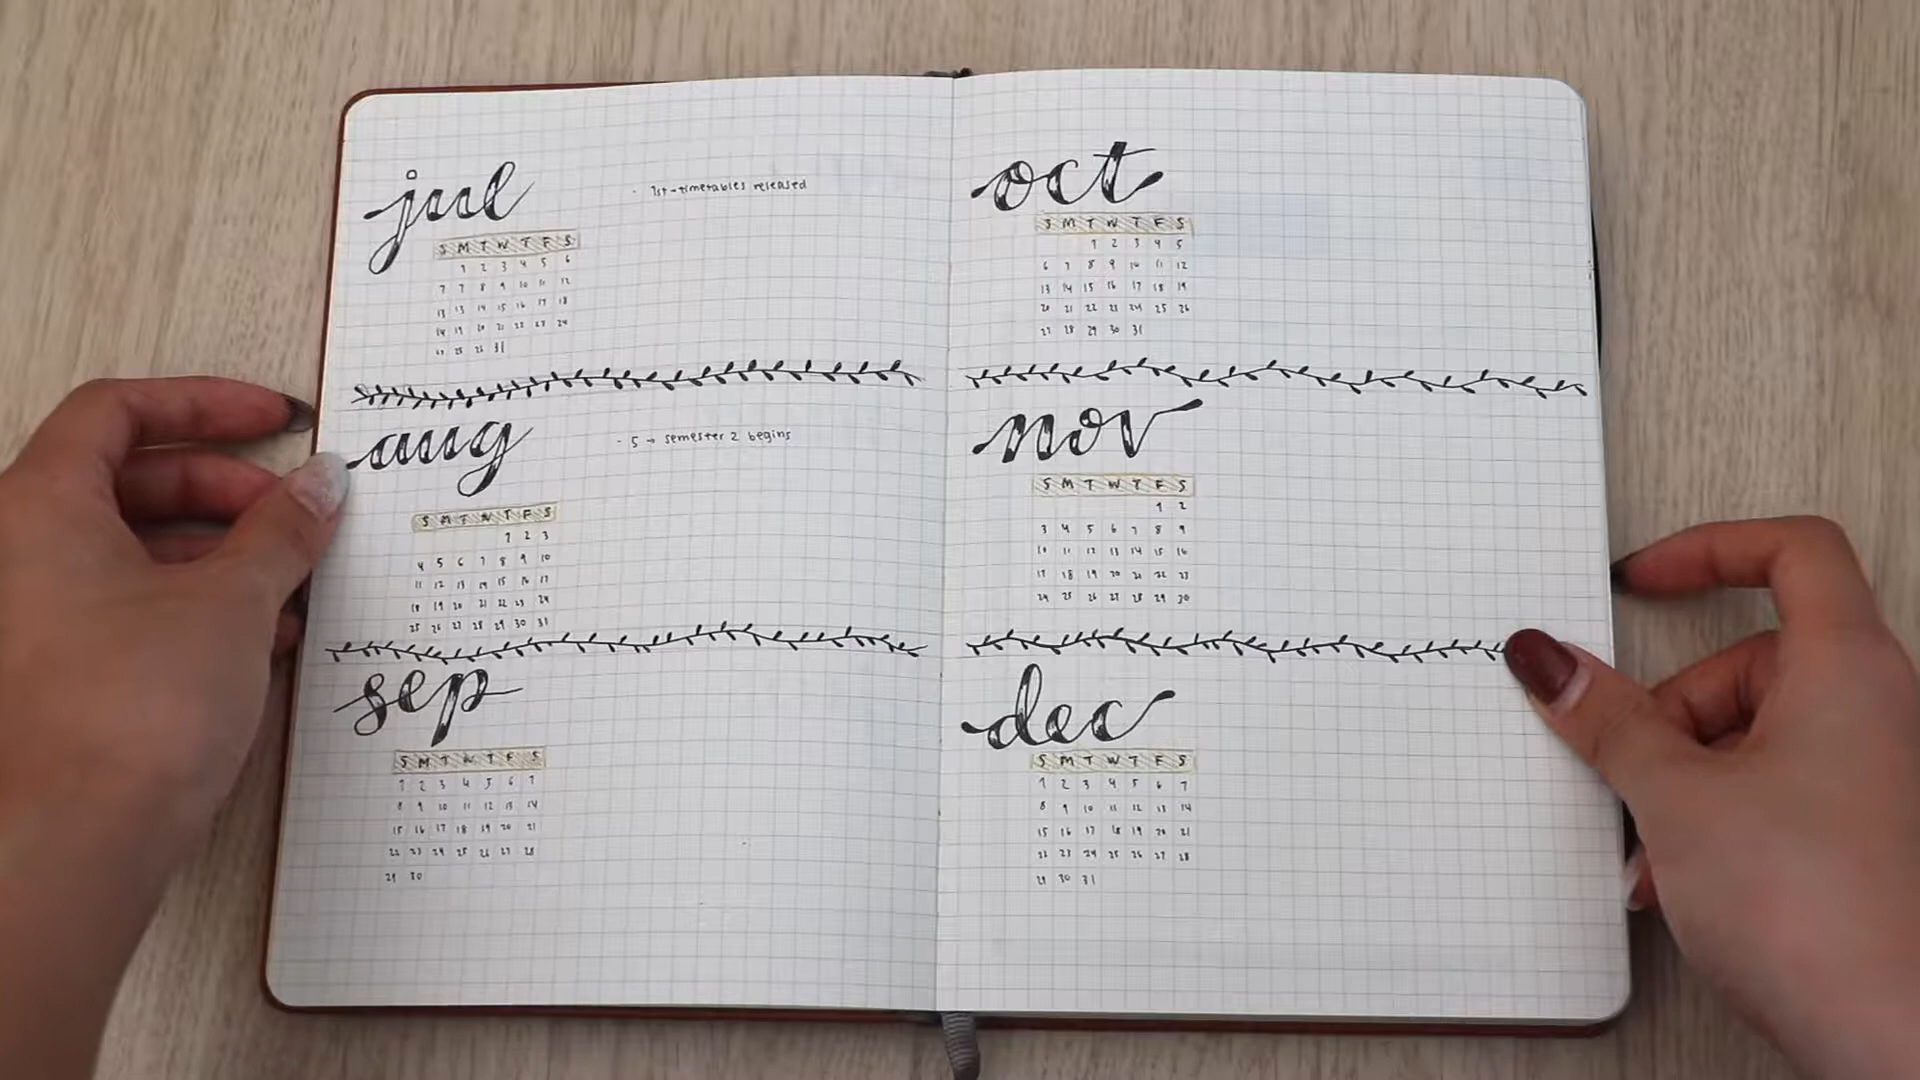 jul
1st - timetables released
S M T W T F S
1 2 3 4 5 6
7 7 8 9 10 11 12
13 13 14 15 16 17 18
14 19 20 21 22 23 24
25 26 31
aug
5 → semester 2 begins
S M T W T F S
1 2 3
4 5 6 7 8 9 10
11 12 13 14 15 16 17
18 19 20 21 22 23 24
25 26 27 28 29 30 31
sep
S M T W T F S
1 2 3 4 5 6 7
8 9 10 11 12 13 14
15 16 17 18 19 20 21
22 23 24 25 26 27 28
29 30
oct
S M T W T F S
1 2 3 4 5
6 7 8 9 10 11 12
13 14 15 16 17 18 19
20 21 22 23 24 25 26
27 28 29 30 31
nov
S M T W T F S
1 2
3 4 5 6 7 8 9
10 11 12 13 14 15 16
17 18 19 20 21 22 23
24 25 26 27 28 29 30
dec
S M T W T F S
1 2 3 4 5 6 7
8 9 10 11 12 13 14
15 16 17 18 19 20 21
22 23 24 25 26 27 28
29 30 31